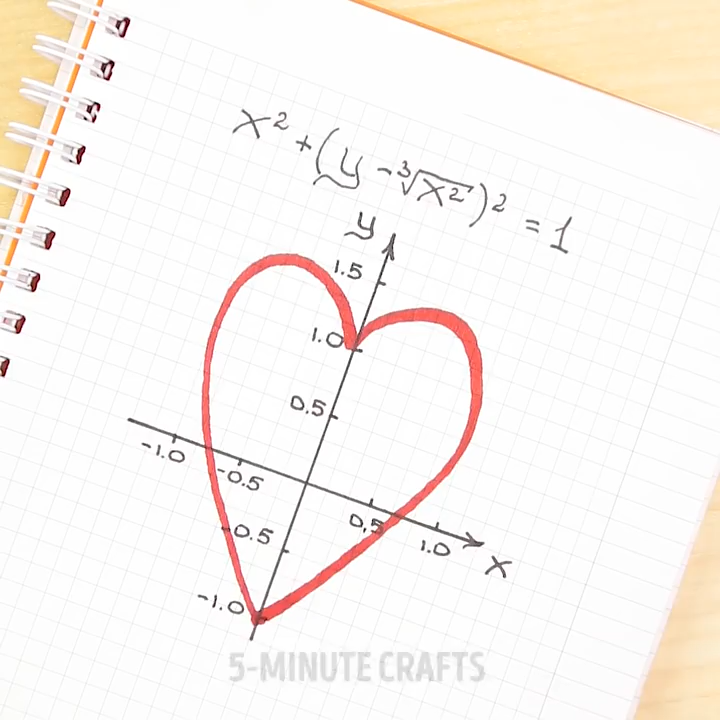 x² + (y - ³√x²)² = 1
y
1.5
1.0
0.5
-1.0 -0.5 0,5 1.0 x
-0.5
-1.0
5-MINUTE CRAFTS